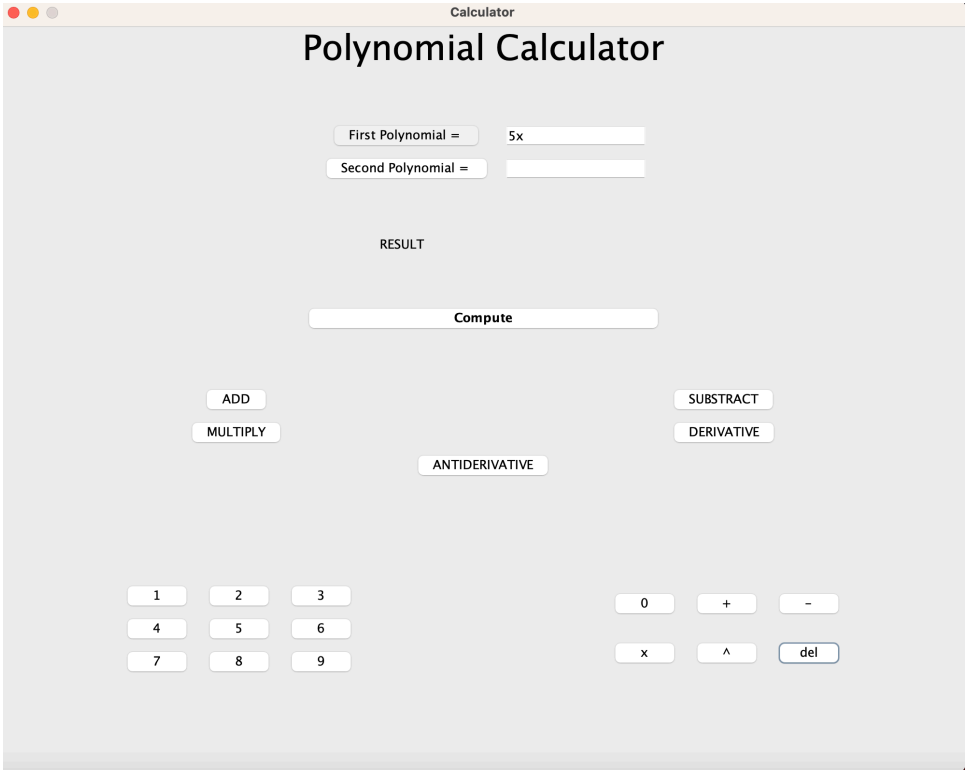 Calculator
Polynomial Calculator
First Polynomial = 5x
Second Polynomial =
RESULT
Compute
ADD SUBSTRACT
MULTIPLY DERIVATIVE
ANTIDERIVATIVE
1 2 3 0 + -
4 5 6
x ^ del
7 8 9